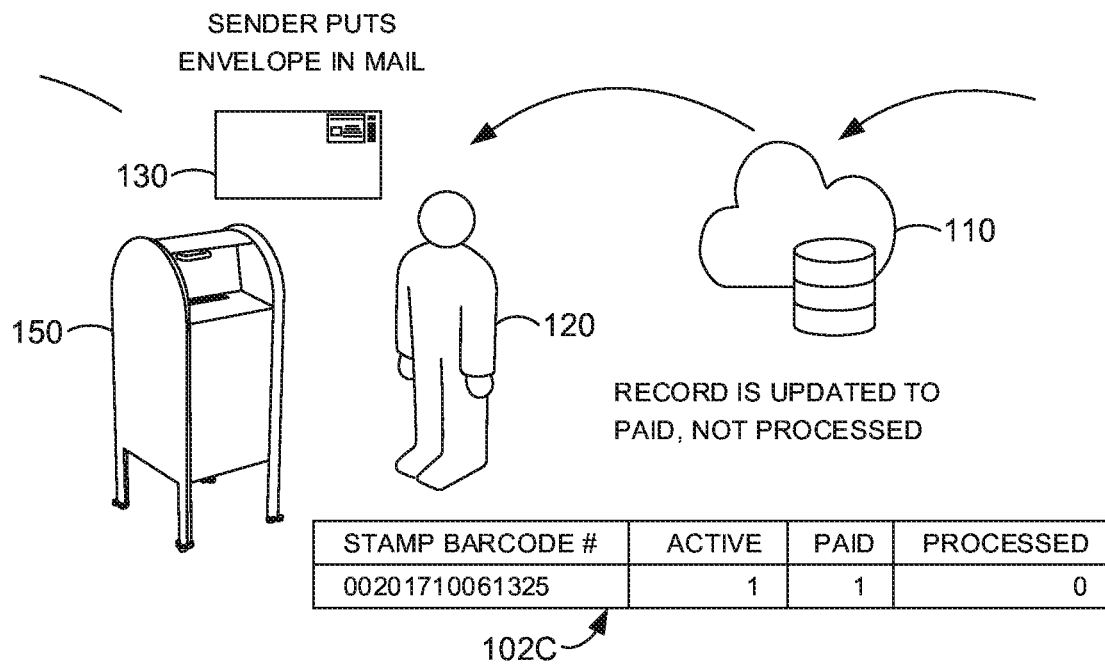 SENDER PUTS
ENVELOPE IN MAIL
130
110
150
120
RECORD IS UPDATED TO
PAID, NOT PROCESSED
STAMP BARCODE # ACTIVE PAID PROCESSED
00201710061325 1 1 0
102C